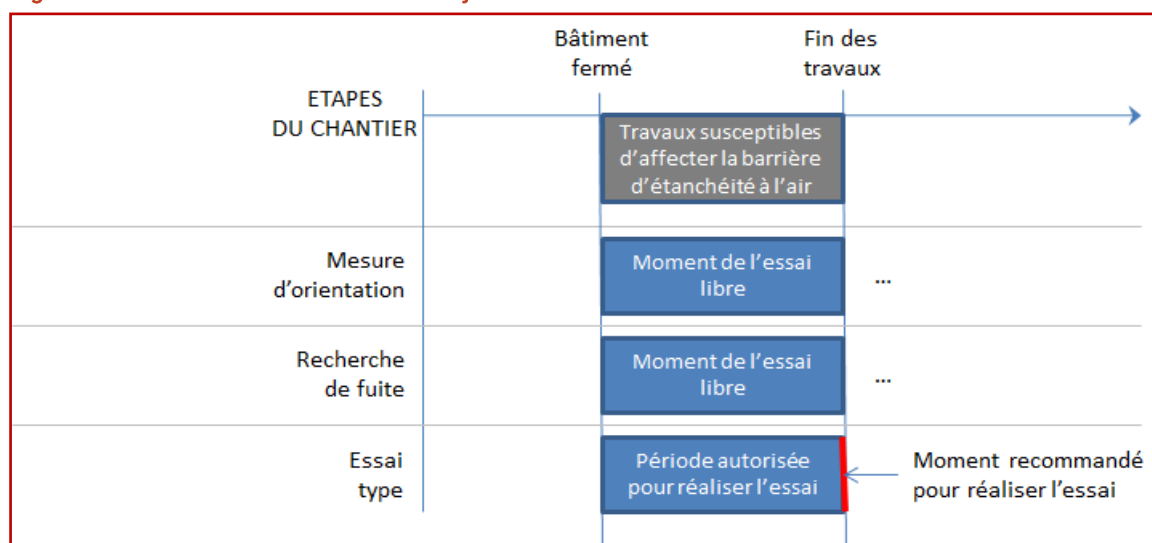 Bâtiment
fermé
Fin des
travaux
ETAPES
DU CHANTIER
Travaux susceptibles
d'affecter la barrière
d'étanchéité à l'air
Mesure
d'orientation
Moment de l'essai
libre
...
Recherche
de fuite
Moment de l'essai
libre
...
Essai
type
Période autorisée
pour réaliser l'essai
Moment recommandé
pour réaliser l'essai